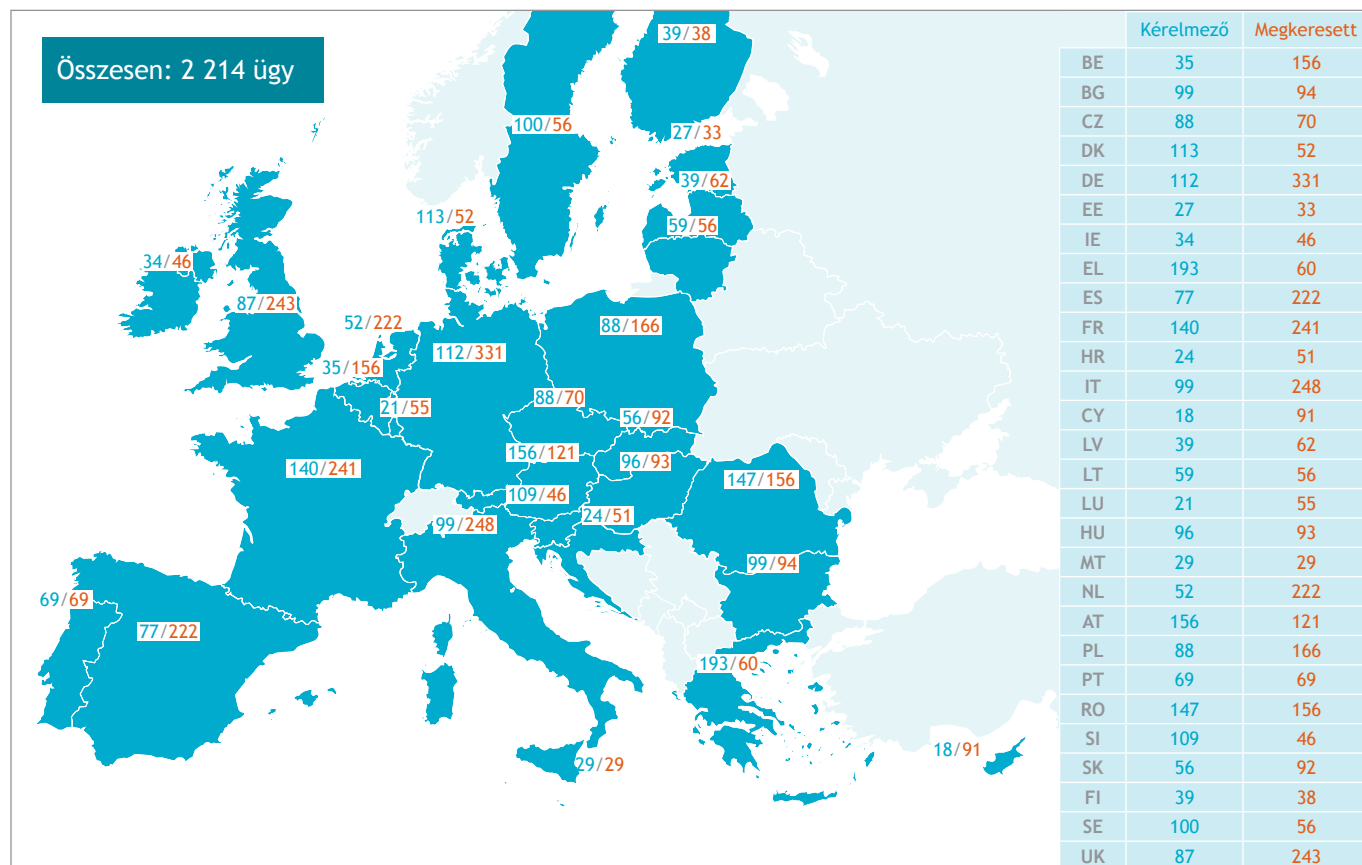 Összesen: 2 214 ügy
39/38
100/56
27/33
39/62
113/52
59/56
34/46
87/243
52/222
88/166
112/331
35/156
88/70
21/55
56/92
156/121
96/93
140/241
147/156
109/46
24/51
99/248
99/94
69/69
77/222
193/60
18/91
29/29
Kérelmező Megkeresett
BE 35 156
BG 99 94
CZ 88 70
DK 113 52
DE 112 331
EE 27 33
IE 34 46
EL 193 60
ES 77 222
FR 140 241
HR 24 51
IT 99 248
CY 18 91
LV 39 62
LT 59 56
LU 21 55
HU 96 93
MT 29 29
NL 52 222
AT 156 121
PL 88 166
PT 69 69
RO 147 156
SI 109 46
SK 56 92
FI 39 38
SE 100 56
UK 87 243